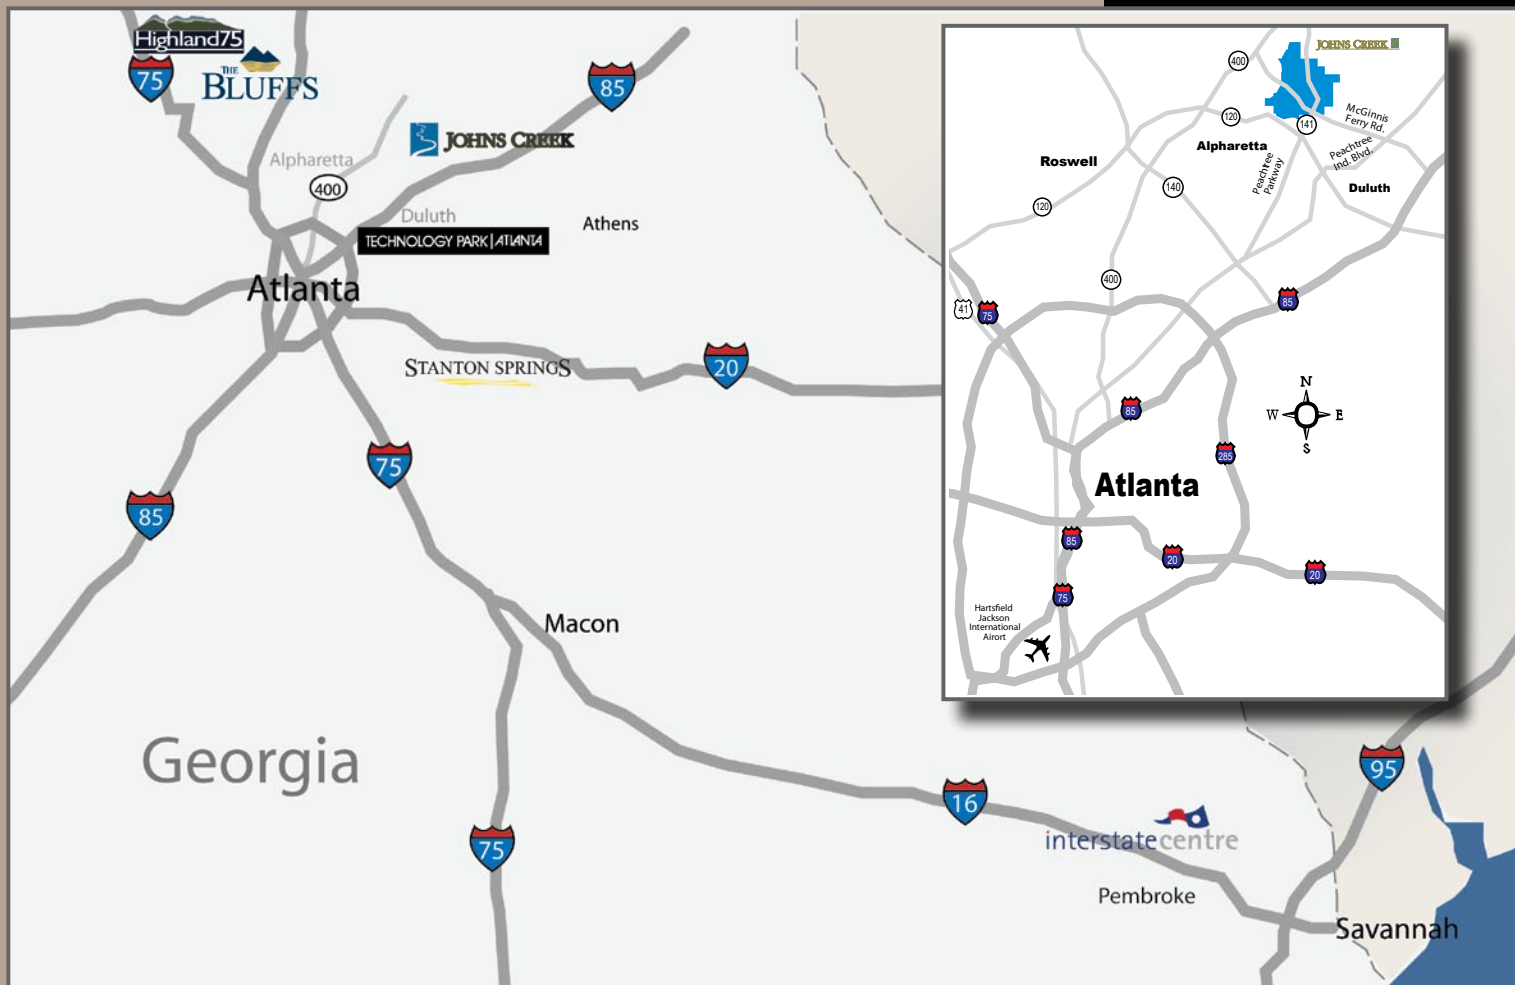 Highland75
75
THE
BLUFFS
85
JOHNS CREEK
Alpharetta
400
Duluth
Athens
TECHNOLOGY PARK | ATLANTA
Atlanta
STANTON SPRINGS
20
75
85
Macon
Georgia
75
16
interstatecentre
Pembroke
95
Savannah
JOHNS CREEK
400
120
141
McGinnis
Ferry Rd.
Alpharetta
Peachtree
Ind. Blvd.
Roswell
Peachtree
Parkway
140
Duluth
120
400
41
75
85
85
N
W
E
S
285
Atlanta
85
20
20
75
Hartsfield
Jackson
International
Airort